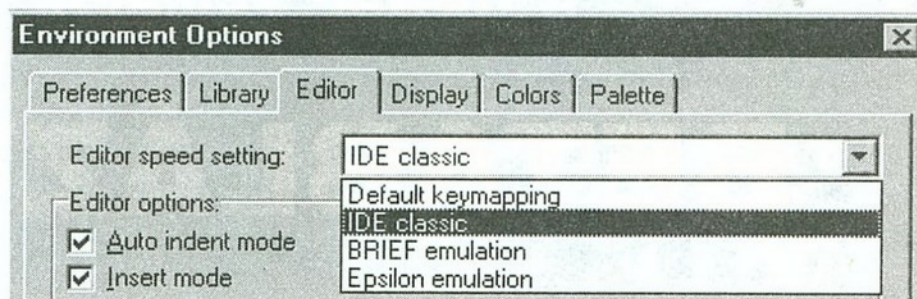 Environment Options
Preferences Library Editor Display Colors Palette
Editor speed setting: IDE classic
Default keymapping
Editor options:
IDE classic
Auto indent mode
BRIEF emulation
Insert mode
Epsilon emulation